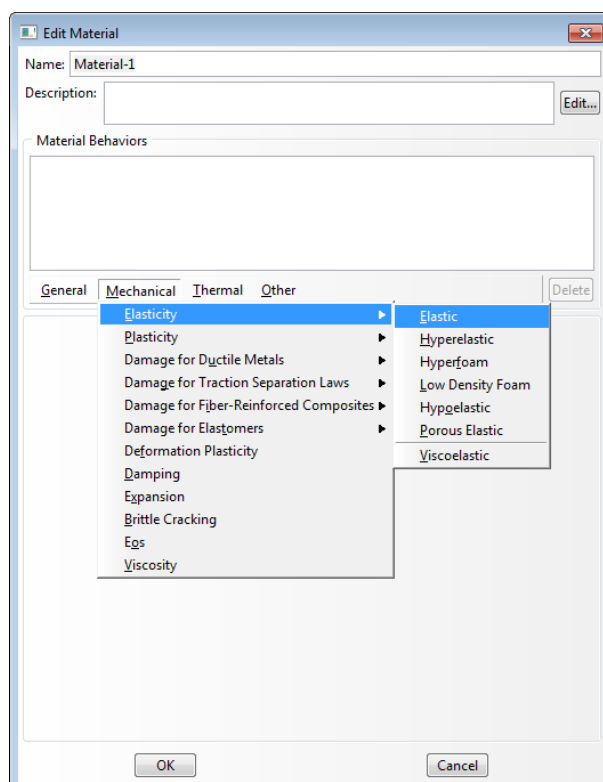 Edit Material
Name: Material-1
Description:
Edit...
Material Behaviors
General Mechanical Thermal Other Delete
Elasticity
Plasticity
Damage for Ductile Metals
Damage for Traction Separation Laws
Damage for Fiber-Reinforced Composites
Damage for Elastomers
Deformation Plasticity
Damping
Expansion
Brittle Cracking
Eos
Viscosity
Elastic
Hyperelastic
Hyperfoam
Low Density Foam
Hypoelastic
Porous Elastic
Viscoelastic
OK Cancel